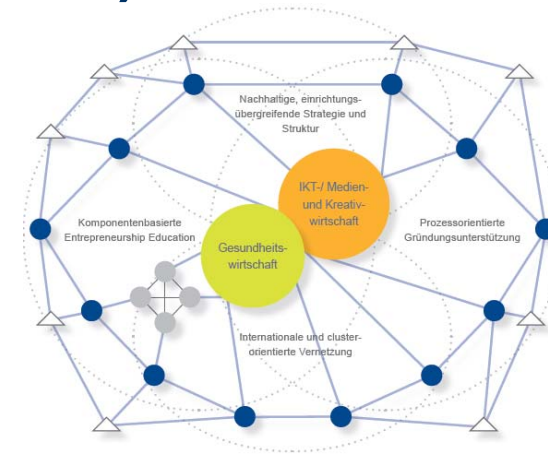 Nachhaltige, einrichtungs-
übergreifende Strategie und
Struktur
IKT-/ Medien-
und Kreativ-
wirtschaft
Komponentenbasierte
Entrepreneurship Education
Prozessorientierte
Gründungsunterstützung
Gesundheits-
wirtschaft
Internationale und cluster-
orientierte Vernetzung